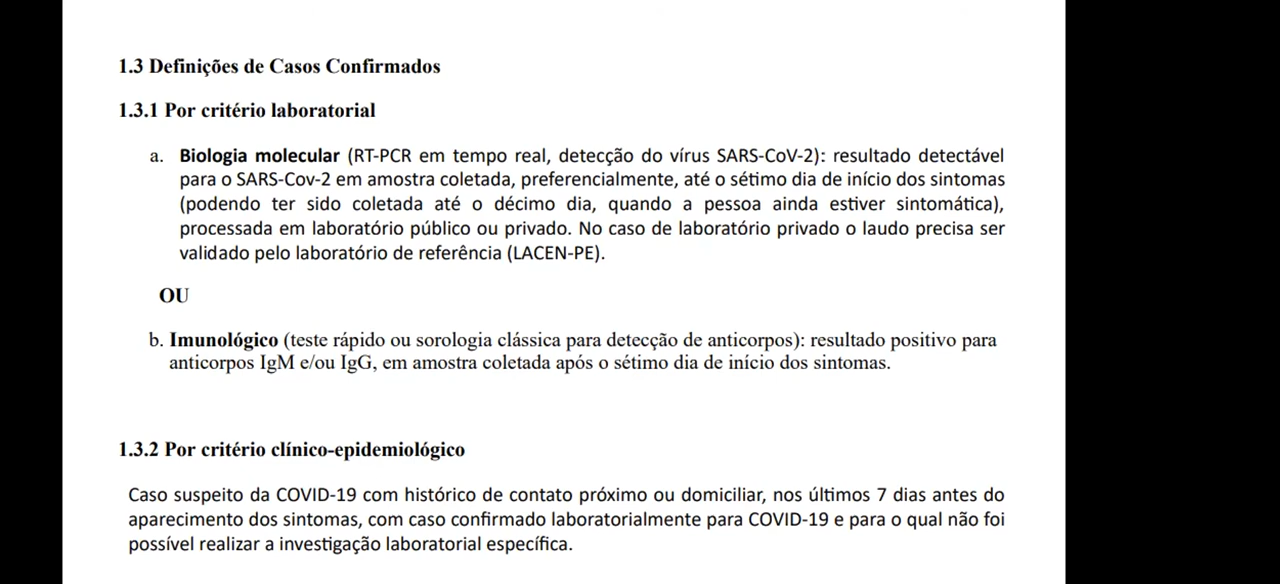 1.3 Definições de Casos Confirmados
1.3.1 Por critério laboratorial
a. Biologia molecular (RT-PCR em tempo real, detecção do vírus SARS-CoV-2): resultado detectável
para o SARS-Cov-2 em amostra coletada, preferencialmente, até o sétimo dia de início dos sintomas
(podendo ter sido coletada até o décimo dia, quando a pessoa ainda estiver sintomática),
processada em laboratório público ou privado. No caso de laboratório privado o laudo precisa ser
validado pelo laboratório de referência (LACEN-PE).
OU
b. Imunológico (teste rápido ou sorologia clássica para detecção de anticorpos): resultado positivo para
anticorpos IgM e/ou IgG, em amostra coletada após o sétimo dia de início dos sintomas.
1.3.2 Por critério clínico-epidemiológico
Caso suspeito da COVID-19 com histórico de contato próximo ou domiciliar, nos últimos 7 dias antes do
aparecimento dos sintomas, com caso confirmado laboratorialmente para COVID-19 e para o qual não foi
possível realizar a investigação laboratorial específica.